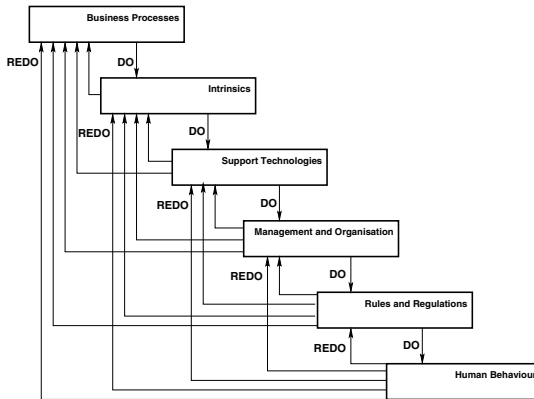 Business Processes
REDO
DO
Intrinsics
REDO
DO
Support Technologies
REDO
DO
Management and Organisation
REDO
DO
Rules and Regulations
REDO
DO
Human Behaviour